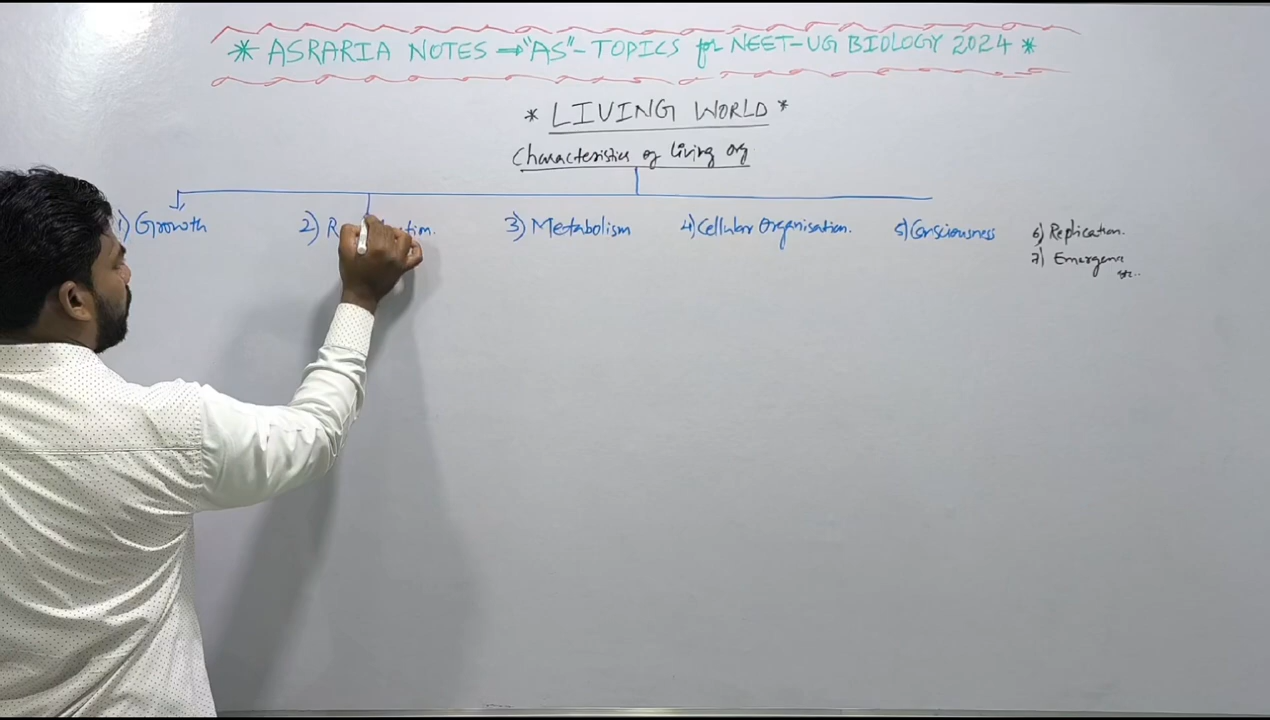 * ASRARIA NOTES → "AS" - TOPICS for NEET-UG BIOLOGY 2024 *
* LIVING WORLD *
Characteristics of Living org
1) Growth 2) 3) Metabolism 4) Cellular Organisation. 5) Consciousness 6) Replication.
7) Emergence
etc..